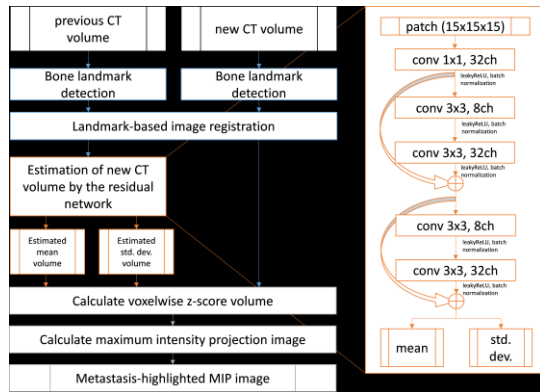 previous CT
volume
new CT volume
Bone landmark
detection
Bone landmark
detection
Landmark-based image registration
Estimation of new CT
volume by the residual
network
Estimated
mean
volume
Estimated
std. dev.
volume
Calculate voxelwise z-score volume
Calculate maximum intensity projection image
Metastasis-highlighted MIP image
patch (15x15x15)
conv 1x1, 32ch
leakyReLU, batch
normalization
conv 3x3, 8ch
leakyReLU, batch
normalization
conv 3x3, 32ch
leakyReLU, batch
normalization
conv 3x3, 8ch
leakyReLU, batch
normalization
conv 3x3, 32ch
leakyReLU, batch
normalization
mean
std.
dev.